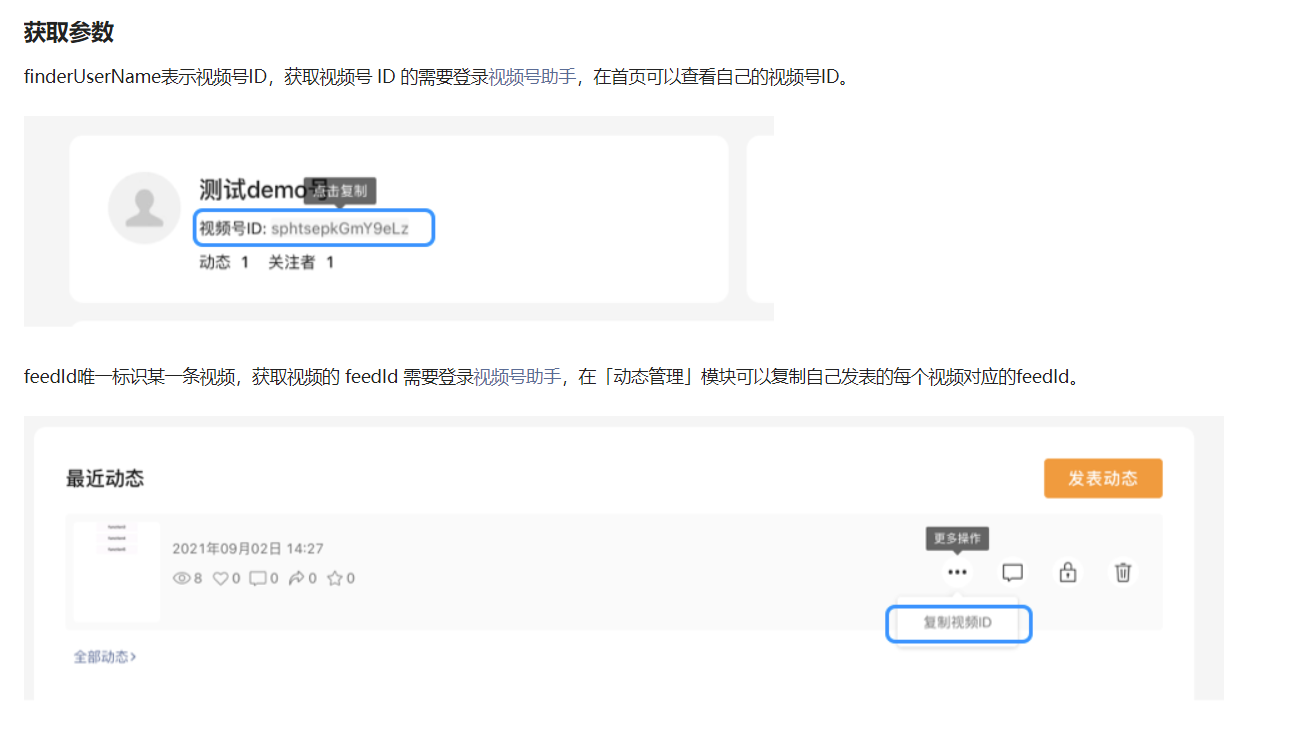 获取参数
finderUserName表示视频号ID，获取视频号 ID 的需要登录视频号助手，在首页可以查看自己的视频号ID。
测试demo号
点击复制
视频号ID: sphtsepkGmY9eLz
动态 1 关注者 1
feedId唯一标识某一条视频，获取视频的 feedId 需要登录视频号助手，在「动态管理」模块可以复制自己发表的每个视频对应的feedId。
最近动态
发表动态
2021年09月02日 14:27
更多操作
8 0 0 0 0
复制视频ID
全部动态>